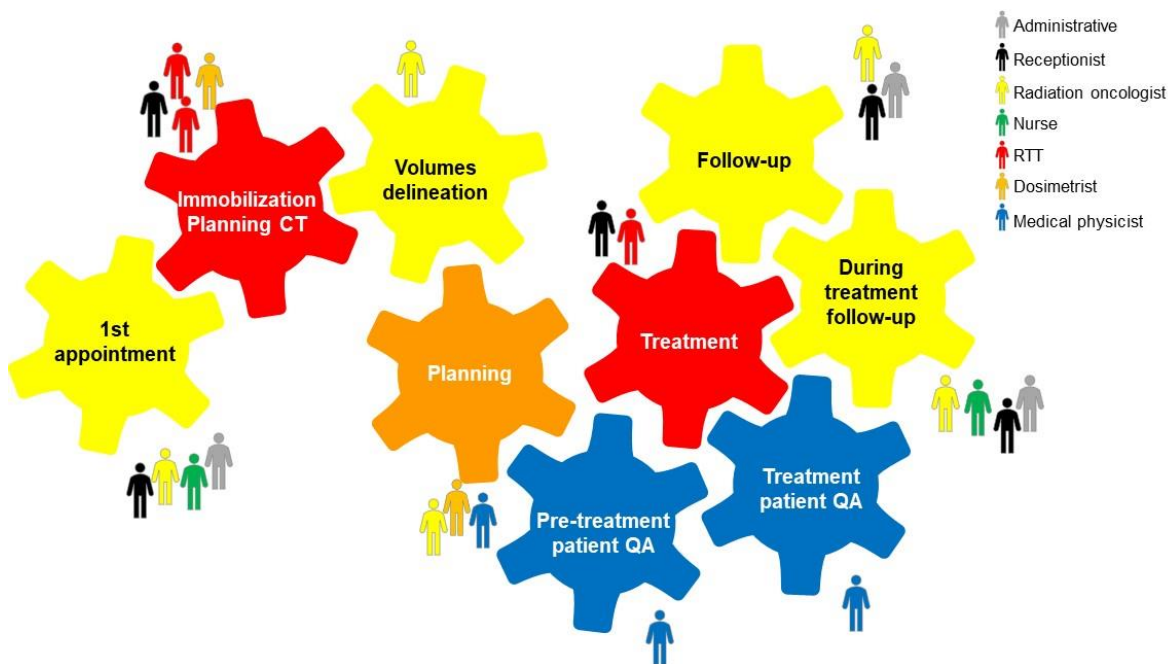 Administrative
Receptionist
Radiation oncologist
Nurse
RTT
Dosimetrist
Medical physicist
1st
appointment
Immobilization
Planning CT
Volumes
delineation
Planning
Pre-treatment
patient QA
Treatment
Treatment
patient QA
During
treatment
follow-up
Follow-up